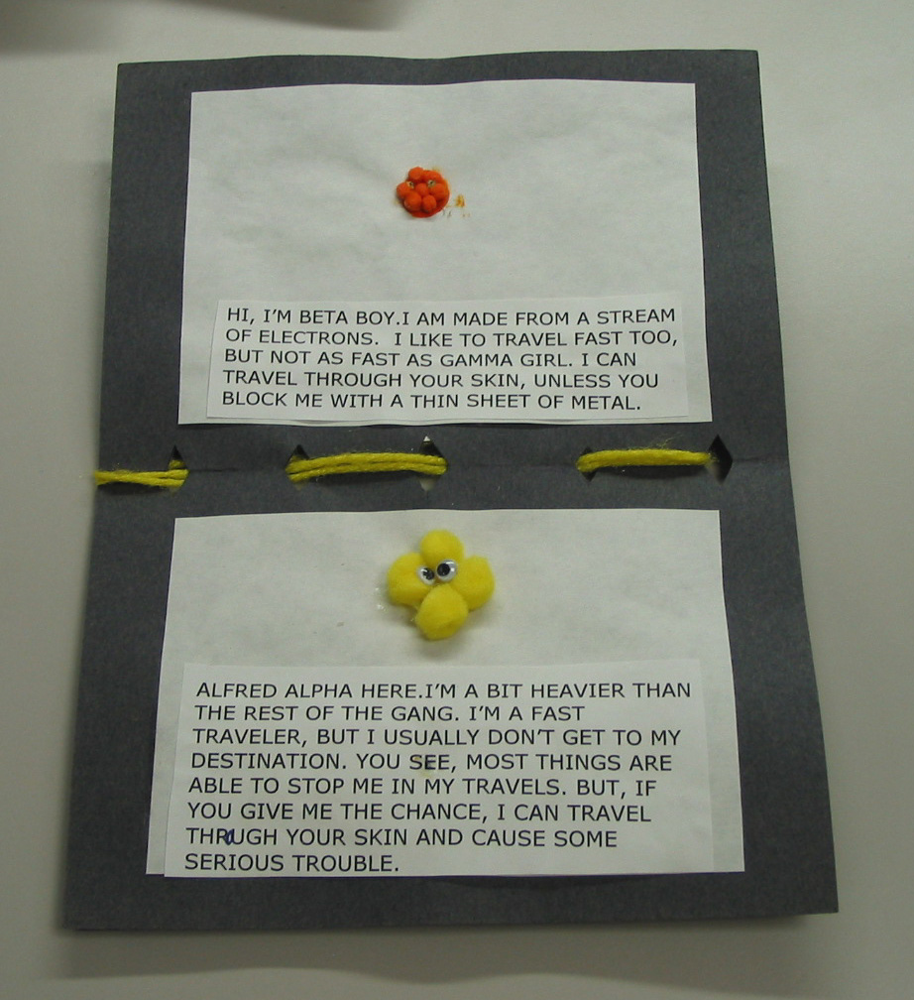 HI, I'M BETA BOY.I AM MADE FROM A STREAM
OF ELECTRONS.  I LIKE TO TRAVEL FAST TOO,
BUT NOT AS FAST AS GAMMA GIRL. I CAN
TRAVEL THROUGH YOUR SKIN, UNLESS YOU
BLOCK ME WITH A THIN SHEET OF METAL.
ALFRED ALPHA HERE.I'M A BIT HEAVIER THAN
THE REST OF THE GANG. I'M A FAST
TRAVELER, BUT I USUALLY DON'T GET TO MY
DESTINATION. YOU SEE, MOST THINGS ARE
ABLE TO STOP ME IN MY TRAVELS. BUT, IF
YOU GIVE ME THE CHANCE, I CAN TRAVEL
THROUGH YOUR SKIN AND CAUSE SOME
SERIOUS TROUBLE.